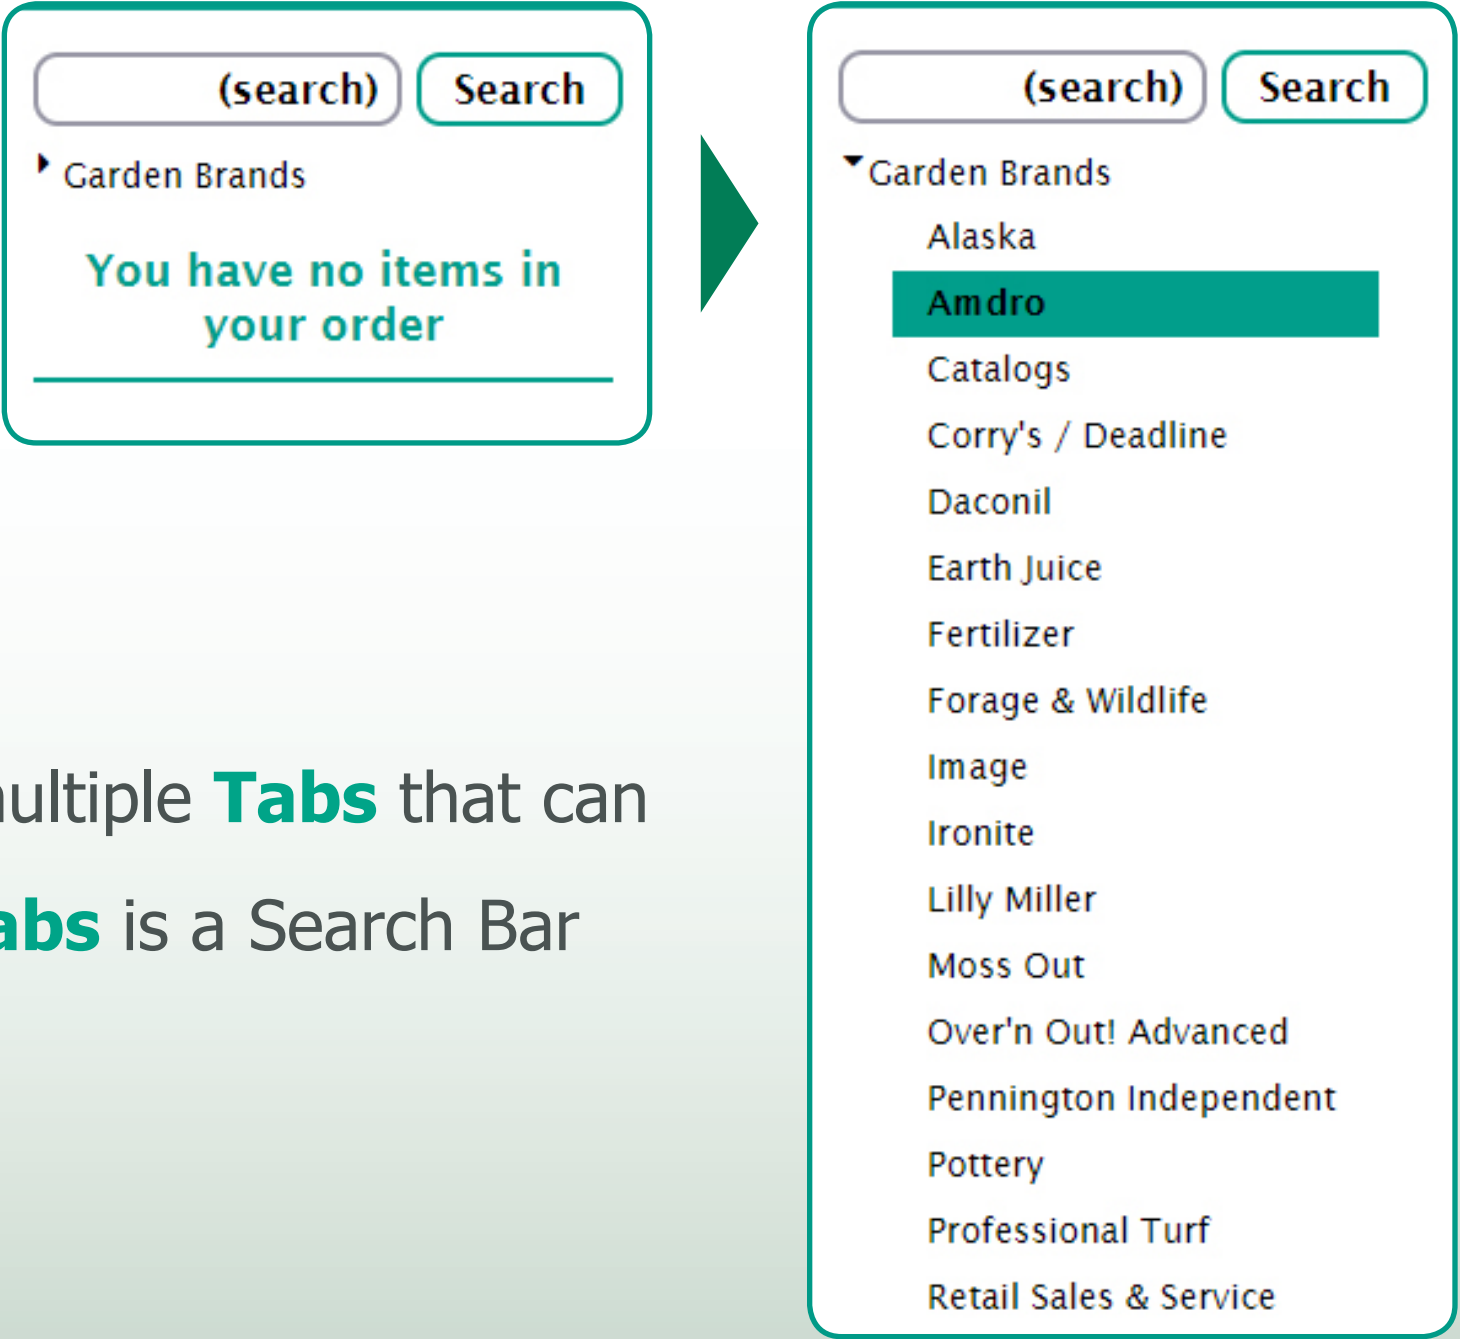 (search) Search
Garden Brands
You have no items in
your order
multiple Tabs that can
Tabs is a Search Bar
(search) Search
Garden Brands
Alaska
Amdro
Catalogs
Corry's / Deadline
Daconil
Earth Juice
Fertilizer
Forage & Wildlife
Image
Ironite
Lilly Miller
Moss Out
Over'n Out! Advanced
Pennington Independent
Pottery
Professional Turf
Retail Sales & Service